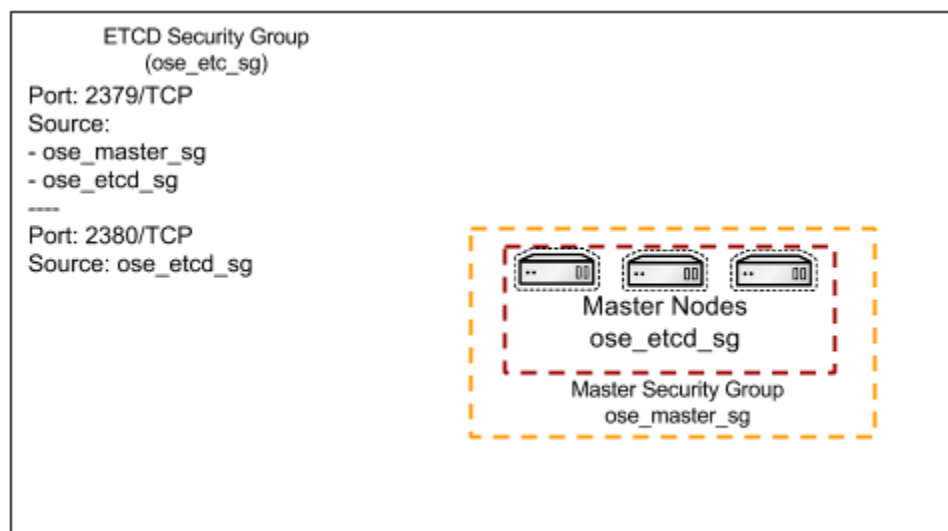 ETCD Security Group
(ose_etc_sg)
Port: 2379/TCP
Source:
- ose_master_sg
- ose_etcd_sg
----
Port: 2380/TCP
Source: ose_etcd_sg
Master Nodes
ose_etcd_sg
Master Security Group
ose_master_sg